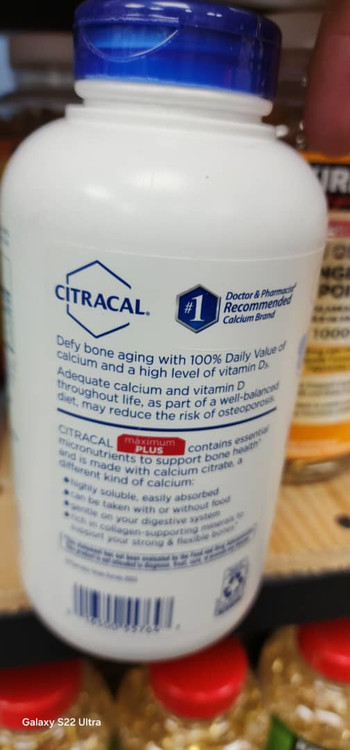 CITRACAL®
#1
Doctor & Pharmacist
Recommended
Calcium Brand
Defy bone aging with 100% Daily Value of
calcium and a high level of vitamin D₃.
Adequate calcium and vitamin D
throughout life, as part of a well-balanced
diet, may reduce the risk of osteoporosis.
CITRACAL maximum PLUS contains essential
micronutrients to support bone health*
and is made with calcium citrate, a
different kind of calcium:
•highly soluble, easily absorbed
•can be taken with or without food
•gentle on your digestive system
•rich in collagen-supporting minerals to
support your strong & flexible bones*
1000
Galaxy S22 Ultra